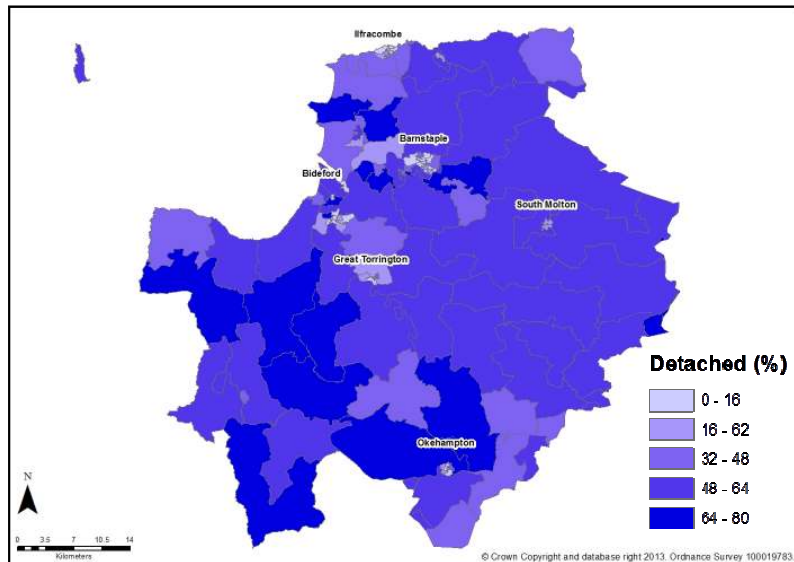 Ilfracombe
Barnstaple
Bideford
South Molton
Great Torrington
Okehampton
Detached (%)
0 - 16
16 - 62
32 - 48
48 - 64
64 - 80
N
0 3.5 7 10.5 14
Kilometers
© Crown Copyright and database right 2013. Ordnance Survey 100019783.